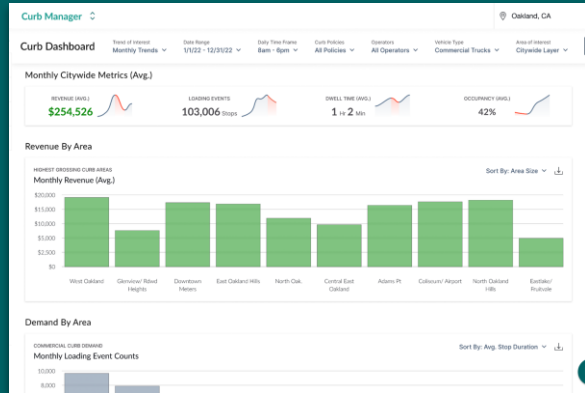 Curb Manager
Oakland, CA
Curb Dashboard
Trend of Interest
Monthly Trends
Date Range
1/1/22 - 12/31/22
Daily Time Frame
8am - 6pm
Curb Policies
All Policies
Operators
All Operators
Vehicle Type
Commercial Trucks
Area of Interest
Citywide Layer
Monthly Citywide Metrics (Avg.)
REVENUE (AVG.)
$254,526
LOADING EVENTS
103,006 Stops
DWELL TIME (AVG.)
1 Hr 2 Min
OCCUPANCY (AVG.)
42%
Revenue By Area
HIGHEST GROSSING CURB AREAS
Monthly Revenue (Avg.)
Sort By: Area Size
$20,000
$15,000
$10,000
$5,000
$2,500
$0
West Oakland
Glenview/ Rdwd Heights
Downtown Meters
East Oakland Hills
North Oak.
Central East Oakland
Adams Pt
Coliseum/ Airport
North Oakland Hills
Eastlake/ Fruitvale
Demand By Area
COMMERCIAL CURB DEMAND
Monthly Loading Event Counts
Sort By: Avg. Stop Duration
10,000
8,000